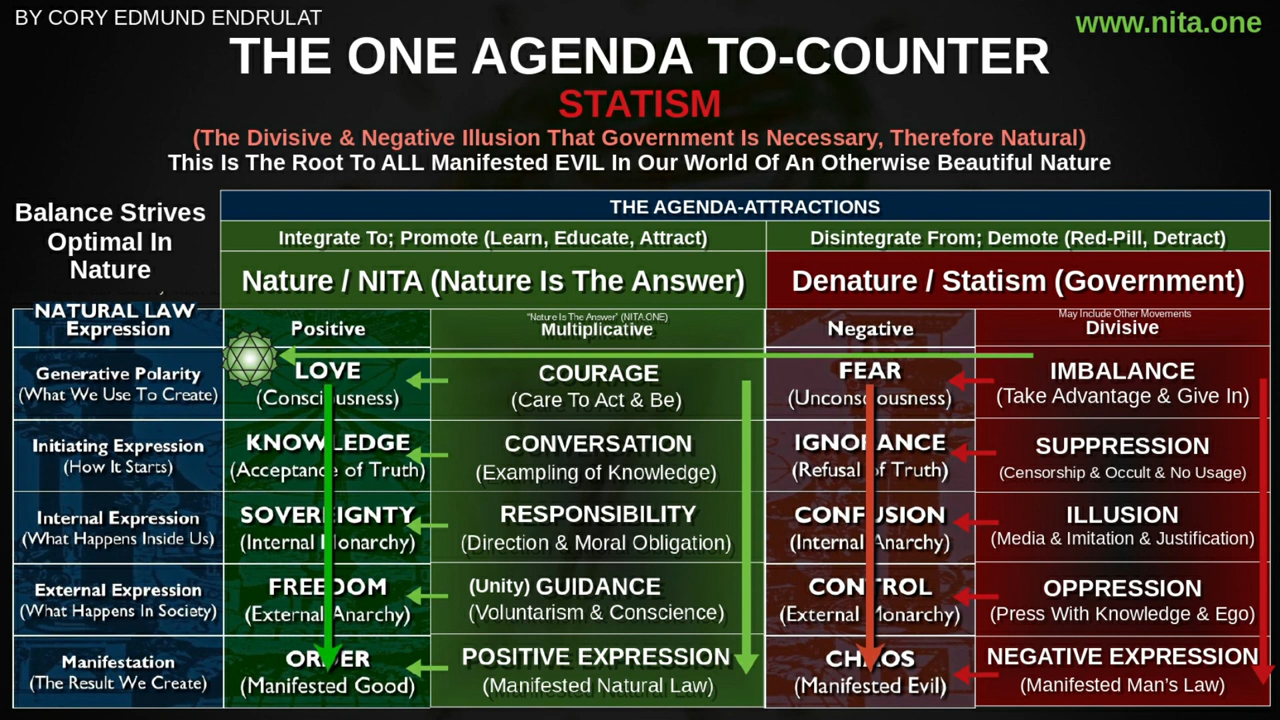 BY CORY EDMUND ENDRULAT
www.nita.one
THE ONE AGENDA TO-COUNTER
STATISM
(The Divisive & Negative Illusion That Government Is Necessary, Therefore Natural)
This Is The Root To ALL Manifested EVIL In Our World Of An Otherwise Beautiful Nature
Balance Strives
Optimal In
Nature
THE AGENDA-ATTRACTIONS
Integrate To; Promote (Learn, Educate, Attract)
Disintegrate From; Demote (Red-Pill, Detract)
Nature / NITA (Nature Is The Answer)
Denature / Statism (Government)
NATURAL LAW
Expression
Positive
"Nature Is The Answer" (NITA.ONE)
Multiplicative
Negative
May Include Other Movements
Divisive
Generative Polarity
(What We Use To Create)
LOVE
(Consciousness)
COURAGE
(Care To Act & Be)
FEAR
(Unconsciousness)
IMBALANCE
(Take Advantage & Give In)
Initiating Expression
(How It Starts)
KNOWLEDGE
(Acceptance of Truth)
CONVERSATION
(Exampling of Knowledge)
IGNORANCE
(Refusal of Truth)
SUPPRESSION
(Censorship & Occult & No Usage)
Internal Expression
(What Happens Inside Us)
SOVEREIGNTY
(Internal Monarchy)
RESPONSIBILITY
(Direction & Moral Obligation)
CONFUSION
(Internal Anarchy)
ILLUSION
(Media & Imitation & Justification)
External Expression
(What Happens In Society)
FREEDOM
(External Anarchy)
(Unity) GUIDANCE
(Voluntarism & Conscience)
CONTROL
(External Monarchy)
OPPRESSION
(Press With Knowledge & Ego)
Manifestation
(The Result We Create)
ORDER
(Manifested Good)
POSITIVE EXPRESSION
(Manifested Natural Law)
CHAOS
(Manifested Evil)
NEGATIVE EXPRESSION
(Manifested Man's Law)